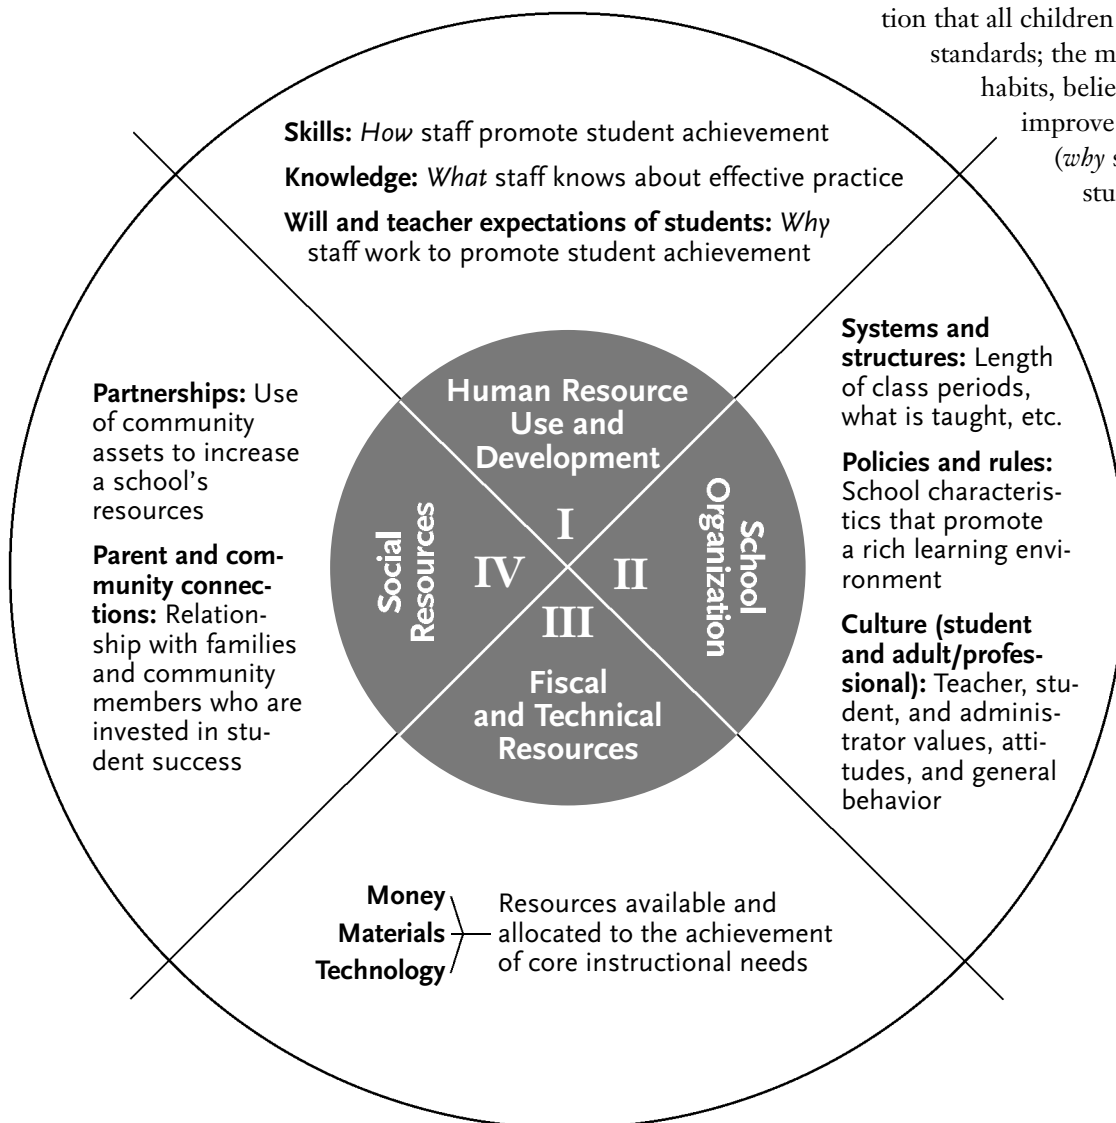 tion that all children
standards; the m
habits, belie
improve
(why s
stu
Skills: How staff promote student achievement
Knowledge: What staff knows about effective practice
Will and teacher expectations of students: Why
staff work to promote student achievement
Human Resource
Use and
Development
I
Systems and
structures: Length
of class periods,
what is taught, etc.
Policies and rules:
School characteris-
tics that promote
a rich learning envi-
ronment
Culture (student
and adult/profes-
sional): Teacher, stu-
dent, and adminis-
trator values, atti-
tudes, and general
behavior
School
Organization
II
Fiscal
and Technical
Resources
III
Money
Materials
Technology
Resources available and
allocated to the achievement
of core instructional needs
Social
Resources
IV
Partnerships: Use
of community
assets to increase
a school's
resources
Parent and com-
munity connec-
tions: Relation-
ship with families
and community
members who are
invested in stu-
dent success